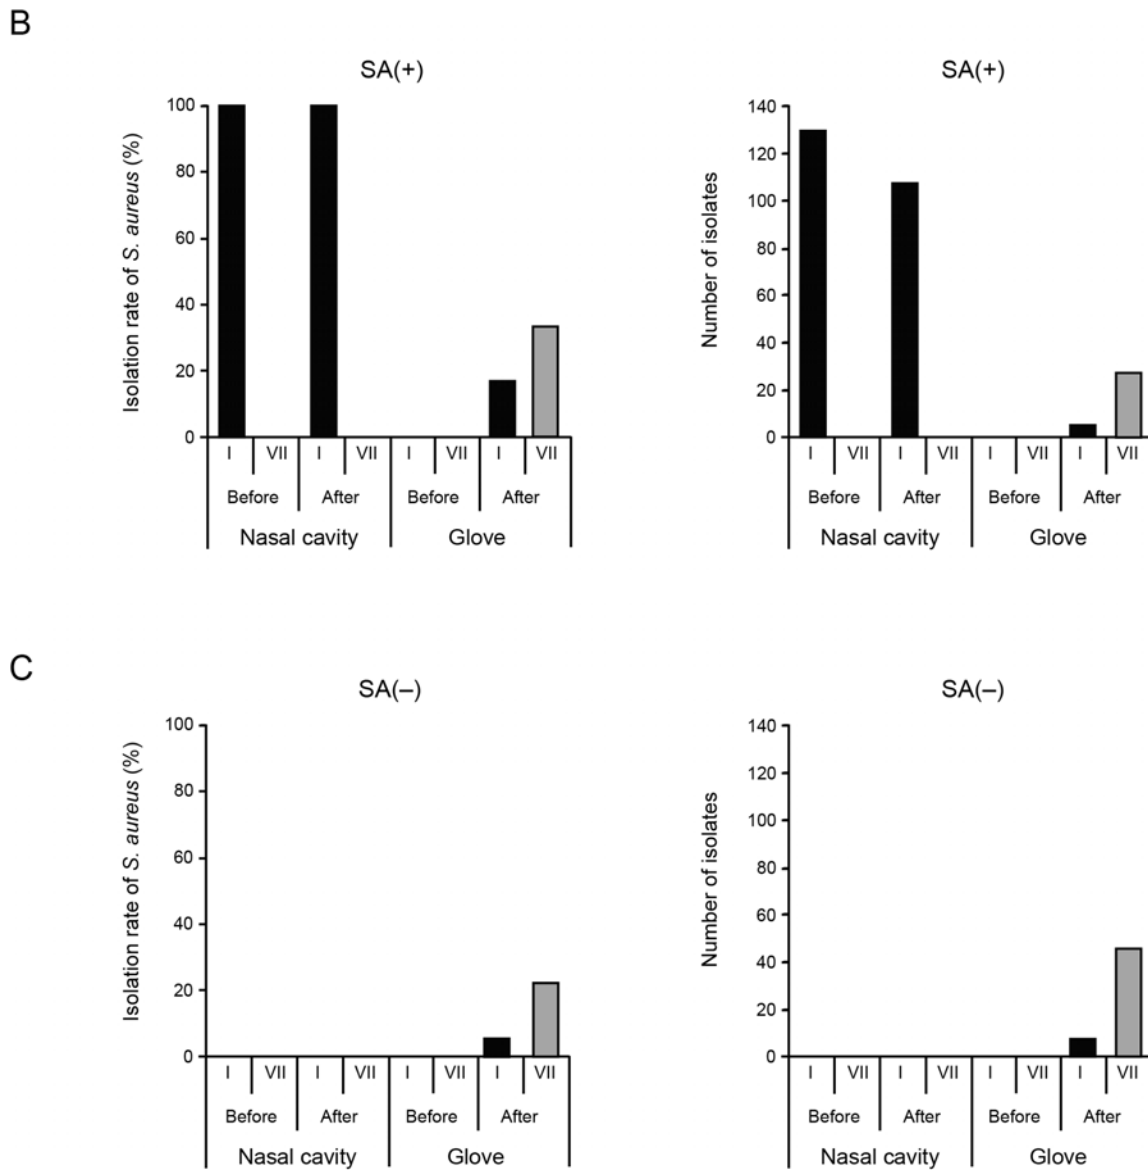 B
SA(+)
Isolation rate of S. aureus (%)
100
80
60
40
20
0
I VII I VII I VII I VII
Before After Before After
Nasal cavity Glove
SA(+)
Number of isolates
140
120
100
80
60
40
20
0
I VII I VII I VII I VII
Before After Before After
Nasal cavity Glove
C
SA(–)
Isolation rate of S. aureus (%)
100
80
60
40
20
0
I VII I VII I VII I VII
Before After Before After
Nasal cavity Glove
SA(–)
Number of isolates
140
120
100
80
60
40
20
0
I VII I VII I VII I VII
Before After Before After
Nasal cavity Glove